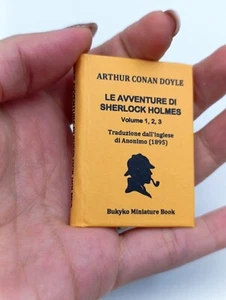 ARTHUR CONAN DOYLE
LE AVVENTURE DI
SHERLOCK HOLMES
Volume 1, 2, 3
Traduzione dall'inglese
di Anonimo (1895)
Bukyko Miniature Book